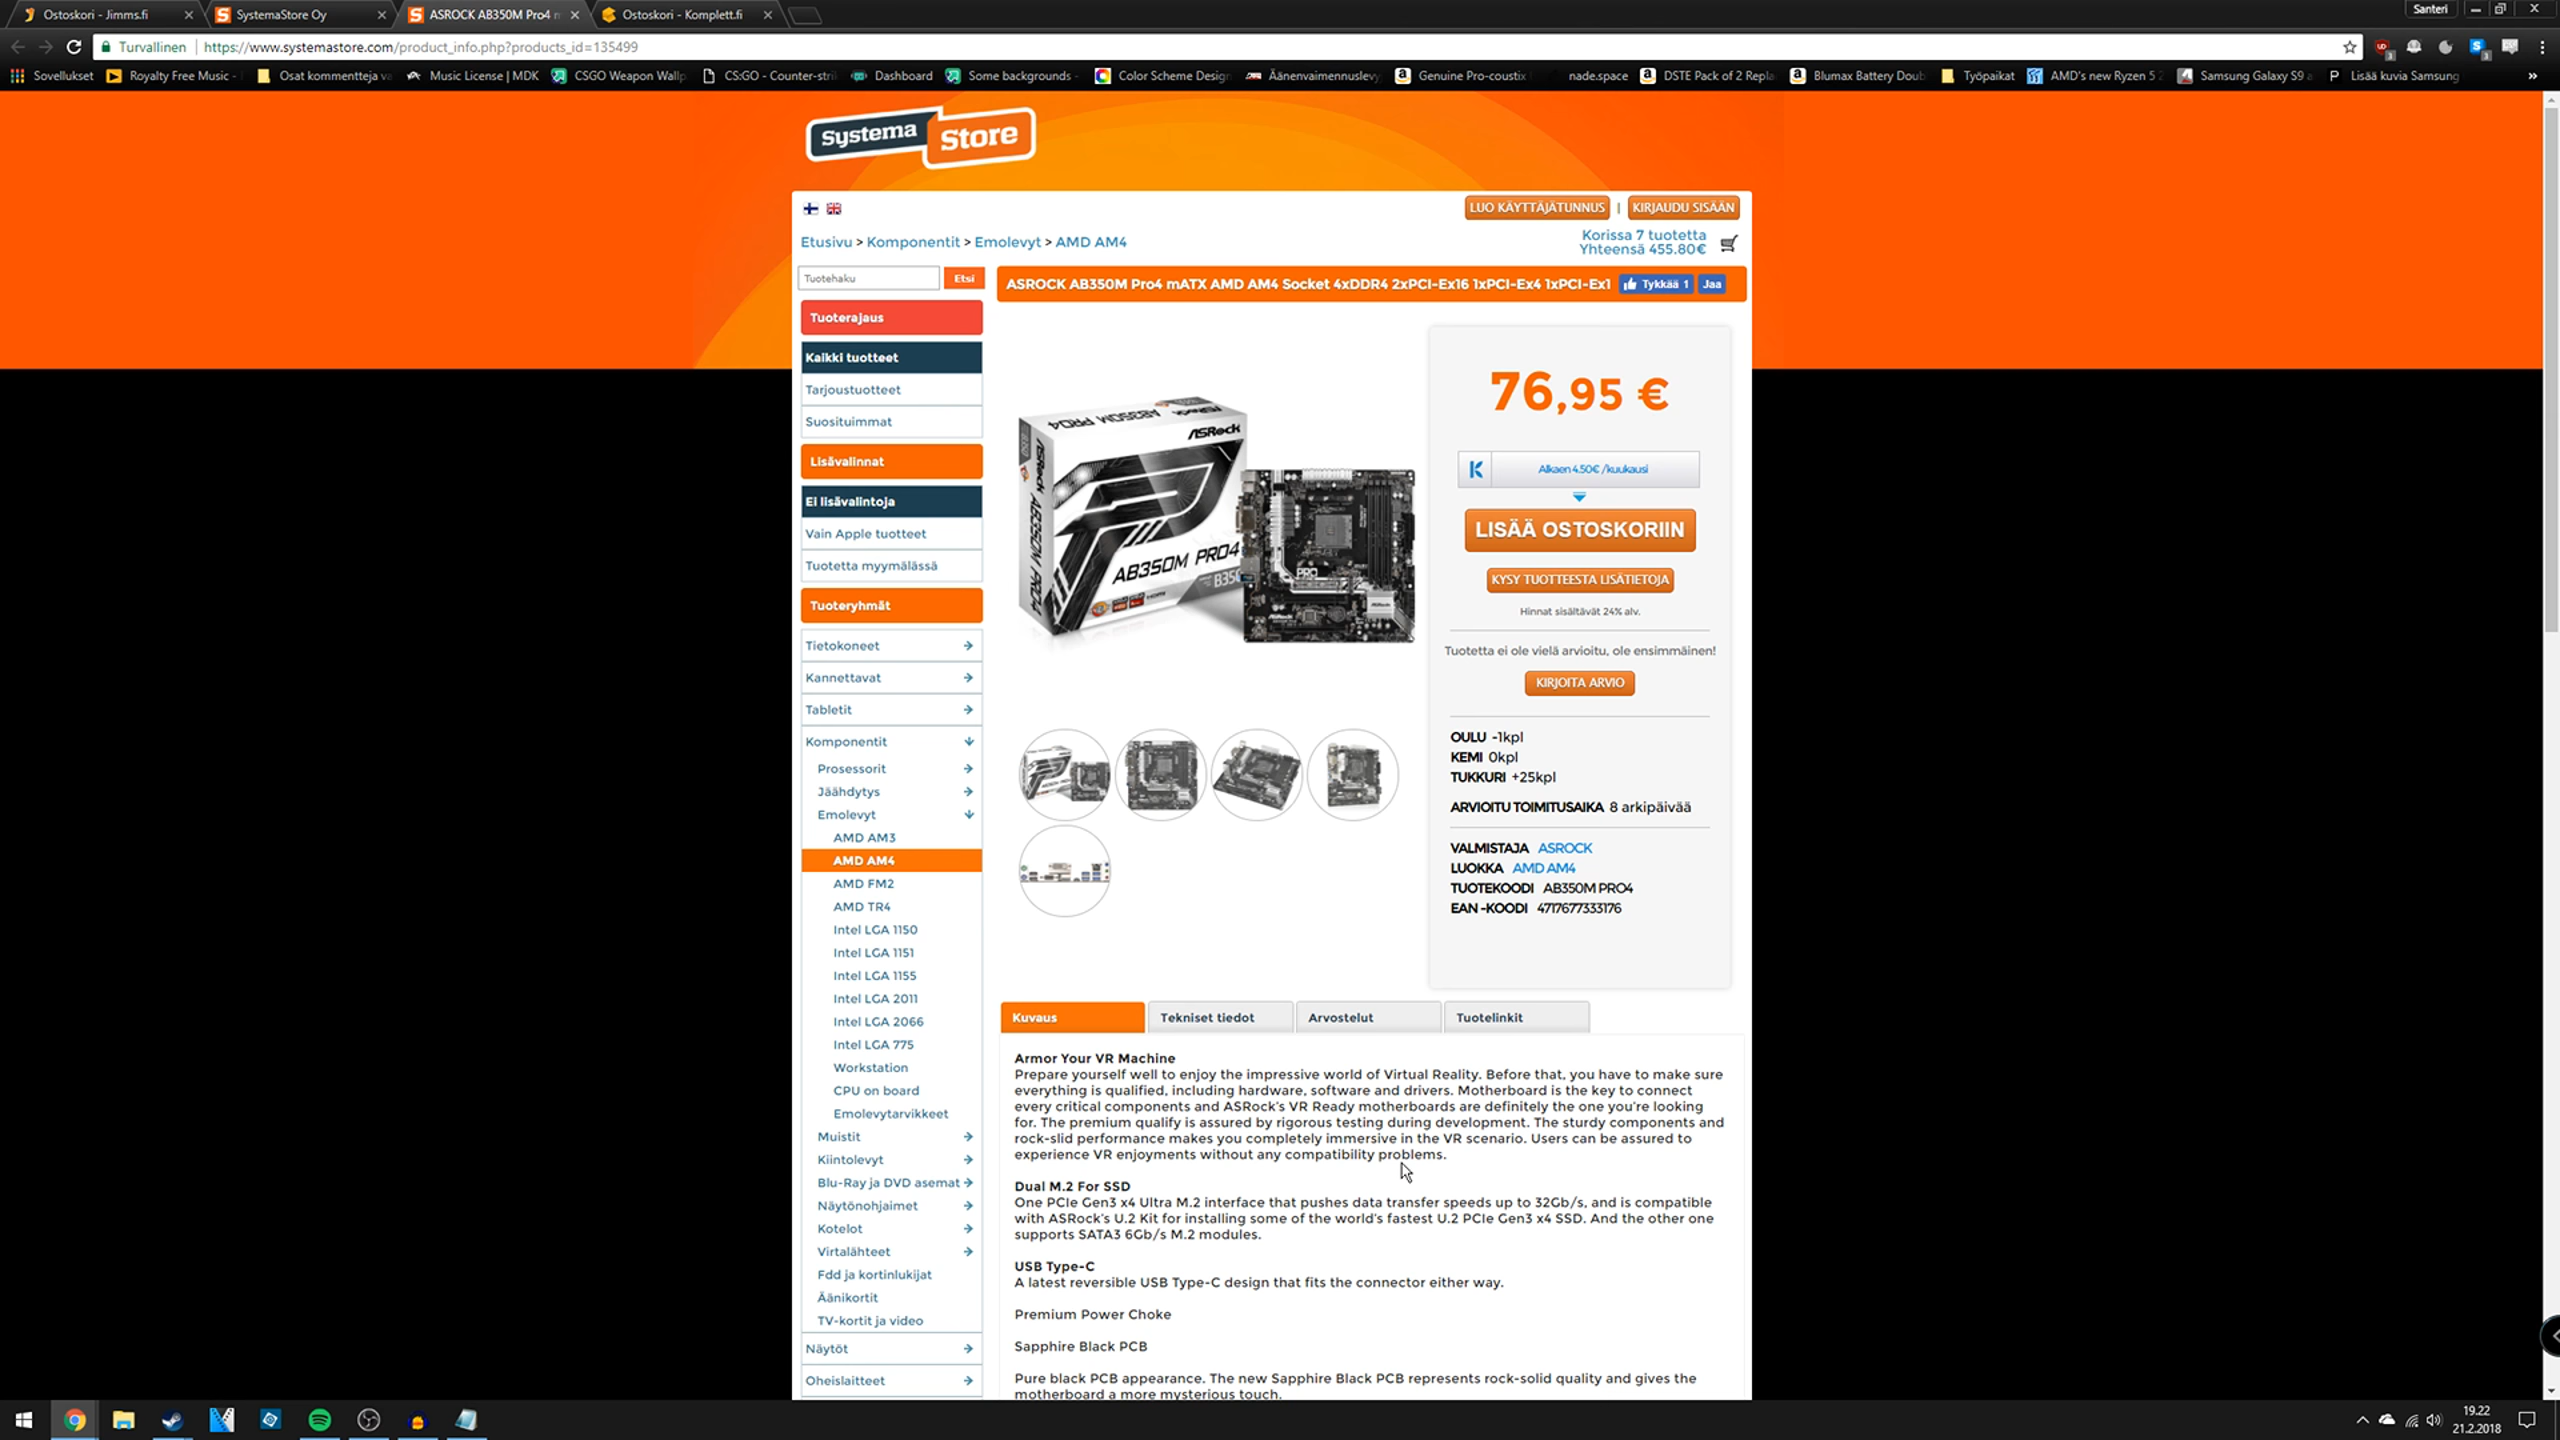 Ostoskori - Jimms.fi
SystemaStore Oy
ASROCK AB350M Pro4 m
Ostoskori - Komplett.fi
Santeri
Turvallinen
https://www.systemastore.com/product_info.php?products_id=135499
Sovellukset
Royalty Free Music -
Osat kommentteja va
Music License | MDK
CSGO Weapon Wallp
CS:GO - Counter-stri
Dashboard
Some backgrounds -
Color Scheme Design
Äänenvaimennuslevy
Genuine Pro-coustix
nade.space
DSTE Pack of 2 Repla
Blumax Battery Doub
Työpaikat
AMD's new Ryzen 5 2
Samsung Galaxy S9 a
Lisää kuvia Samsung
Systema Store
LUO KÄYTTÄJÄTUNNUS | KIRJAUDU SISÄÄN
Etusivu > Komponentit > Emolevyt > AMD AM4
Korissa 7 tuotetta
Yhteensä 455.80€
Tuotehaku
Etsi
ASROCK AB350M Pro4 mATX AMD AM4 Socket 4xDDR4 2xPCI-Ex16 1xPCI-Ex4 1xPCI-Ex1
Tykkää 1
Jaa
Tuoterajaus
Kaikki tuotteet
Tarjoustuotteet
Suosituimmat
Lisävalinnat
Ei lisävalintoja
Vain Apple tuotteet
Tuotetta myymälässä
Tuoteryhmät
Tietokoneet
Kannettavat
Tabletit
Komponentit
Prosessorit
Jäähdytys
Emolevyt
AMD AM3
AMD AM4
AMD FM2
AMD TR4
Intel LGA 1150
Intel LGA 1151
Intel LGA 1155
Intel LGA 2011
Intel LGA 2066
Intel LGA 775
Workstation
CPU on board
Emolevytarvikkeet
Muistit
Kiintolevyt
Blu-Ray ja DVD asemat
Näytönohjaimet
Kotelot
Virtalähteet
Fdd ja kortinlukijat
Äänikortit
TV-kortit ja video
Näytöt
Oheislaitteet
AB350M PRO4
ASRock
AB350M PRO4
AB350M PRO4
B350
76,95 €
Alkaen 4.50€ /kuukausi
LISÄÄ OSTOSKORIIN
KYSY TUOTTEESTA LISÄTIETOJA
Hinnat sisältävät 24% alv.
Tuotetta ei ole vielä arvioitu, ole ensimmäinen!
KIRJOITA ARVIO
OULU -1kpl
KEMI 0kpl
TUKKURI +25kpl
ARVIOITU TOIMITUSAIKA 8 arkipäivää
VALMISTAJA ASROCK
LUOKKA AMD AM4
TUOTEKOODI AB350M PRO4
EAN -KOODI 4717677333176
Kuvaus
Tekniset tiedot
Arvostelut
Tuotelinkit
Armor Your VR Machine
Prepare yourself well to enjoy the impressive world of Virtual Reality. Before that, you have to make sure
everything is qualified, including hardware, software and drivers. Motherboard is the key to connect
every critical components and ASRock's VR Ready motherboards are definitely the one you're looking
for. The premium qualify is assured by rigorous testing during development. The sturdy components and
rock-slid performance makes you completely immersive in the VR scenario. Users can be assured to
experience VR enjoyments without any compatibility problems.
Dual M.2 For SSD
One PCIe Gen3 x4 Ultra M.2 interface that pushes data transfer speeds up to 32Gb/s, and is compatible
with ASRock's U.2 Kit for installing some of the world's fastest U.2 PCIe Gen3 x4 SSD. And the other one
supports SATA3 6Gb/s M.2 modules.
USB Type-C
A latest reversible USB Type-C design that fits the connector either way.
Premium Power Choke
Sapphire Black PCB
Pure black PCB appearance. The new Sapphire Black PCB represents rock-solid quality and gives the
motherboard a more mysterious touch.
19.22
21.2.2018